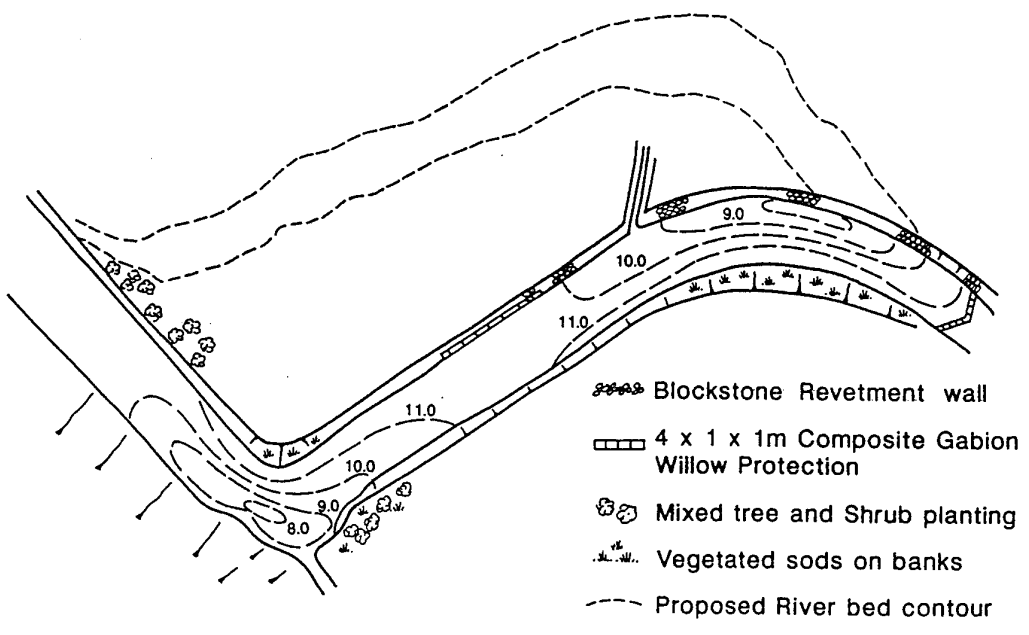 9.0
10.0
11.0
11.0
10.0
9.0
8.0
Blockstone Revetment wall
4 x 1 x 1m Composite Gabion
Willow Protection
Mixed tree and Shrub planting
Vegetated sods on banks
Proposed River bed contour